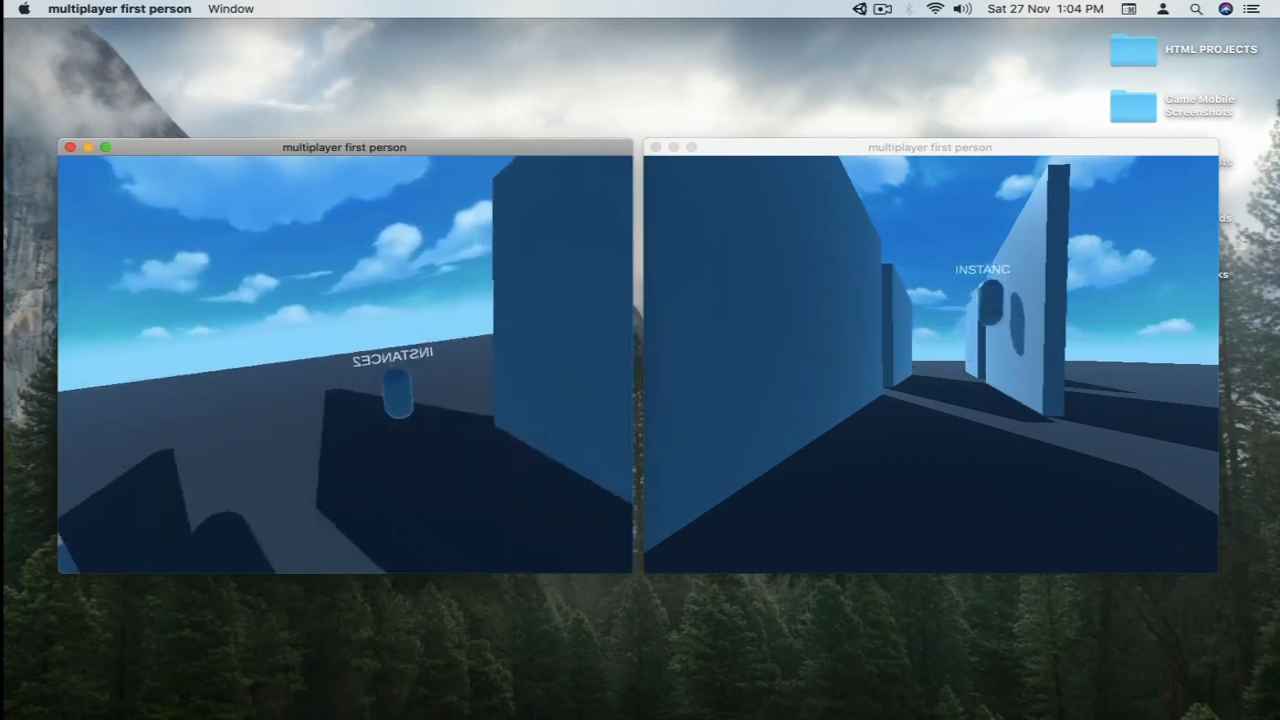 multiplayer first person Window Sat 27 Nov 1:04 PM
HTML PROJECTS
Game Mobile
Screenshots
multiplayer first person
multiplayer first person
INSTANCE2
INSTANC